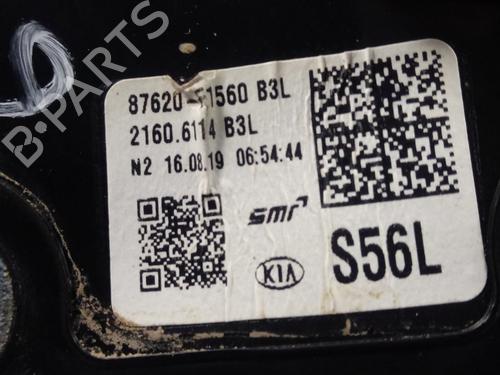 B-PARTS
87620-F1560 B3L
2160.6114 B3L
N2 16.08.19 06:54:44
SMR
KIA
S56L